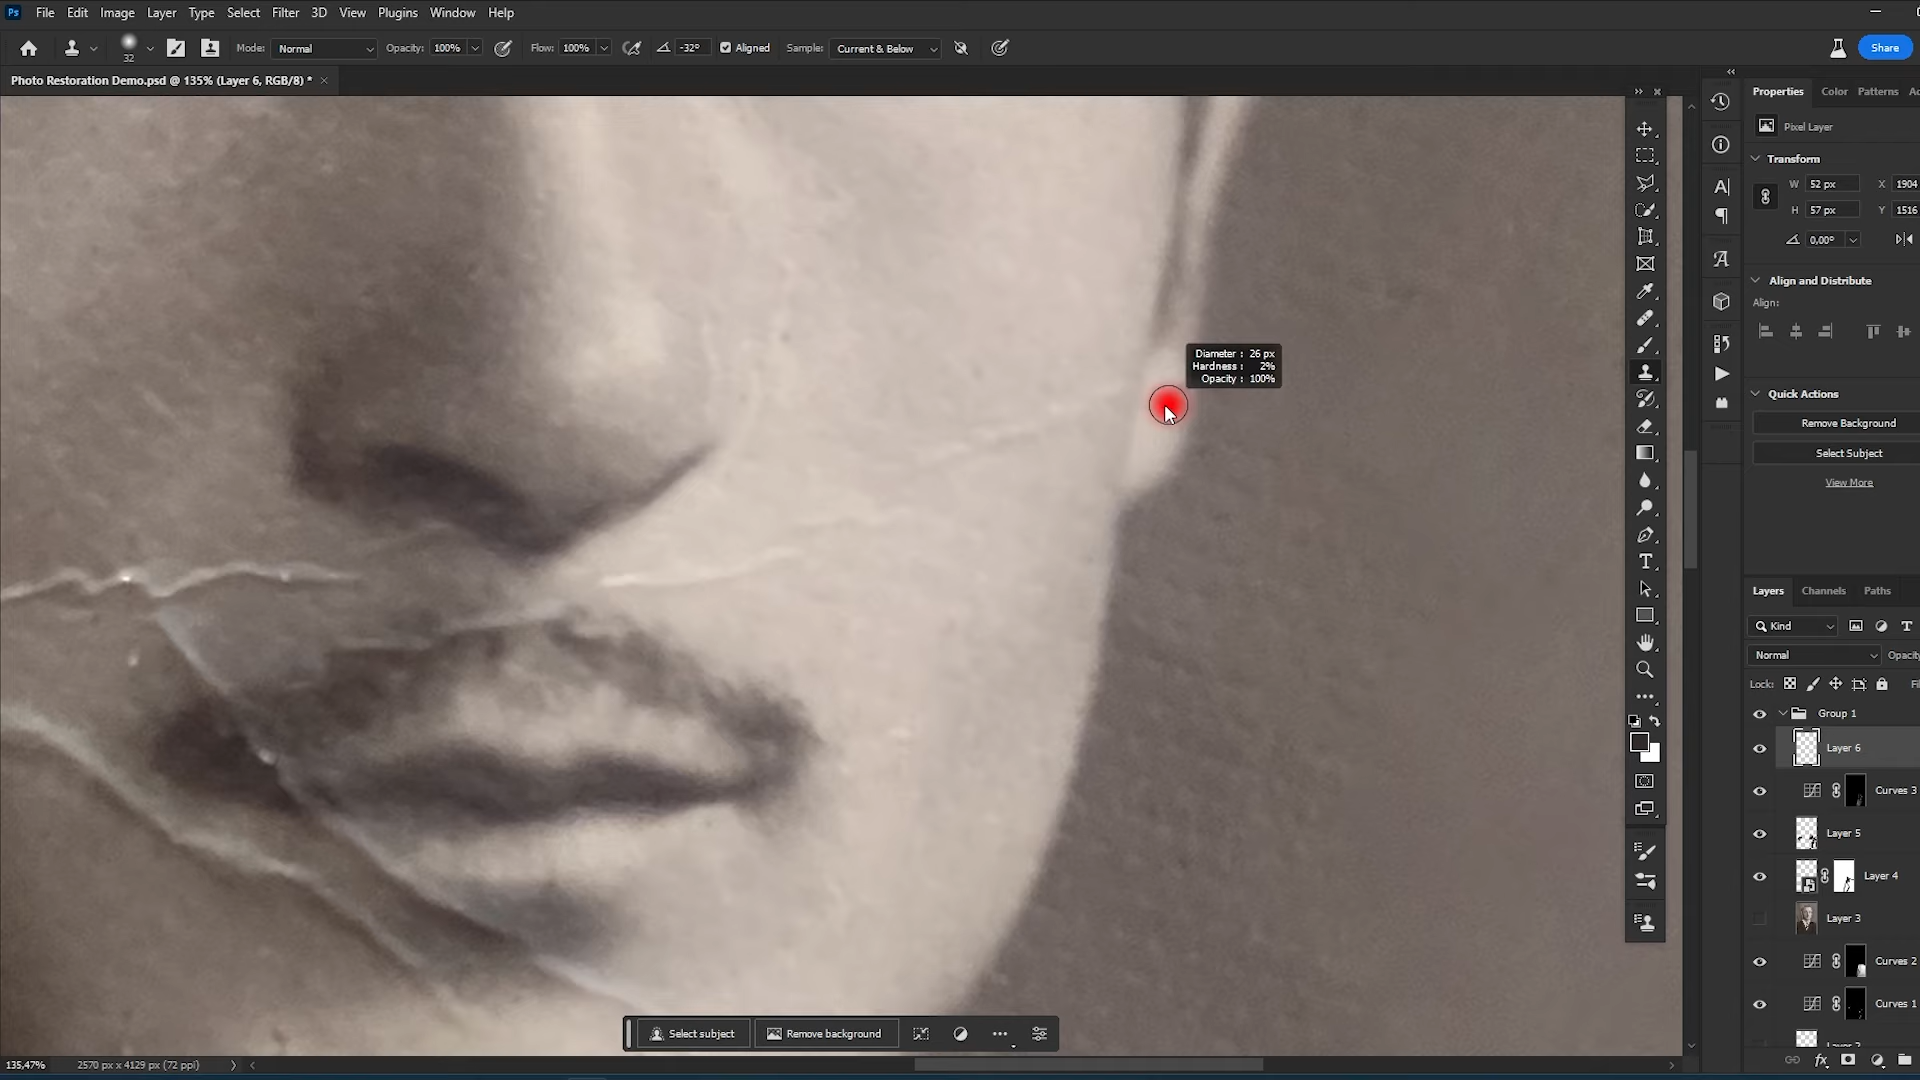 Ps File Edit Image Layer Type Select Filter 3D View Plugins Window Help
32 Mode: Normal Opacity: 100% Flow: 100% -32° Aligned Sample: Current & Below Share
Photo Restoration Demo.psd @ 135% (Layer 6, RGB/8) *
Properties Color Patterns
Pixel Layer
Transform
W 52 px X 1904
H 57 px Y 1516
0,00°
Align and Distribute
Align:
Diameter : 26 px
Hardness : 2%
Opacity : 100%
Quick Actions
Remove Background
Select Subject
View More
Layers Channels Paths
Kind
Normal Opacity
Lock:
Group 1
Layer 6
Curves 3
Layer 5
Layer 4
Layer 3
Curves 2
Curves 1
Select subject Remove background
135,47% 2570 px x 4129 px (72 ppi)